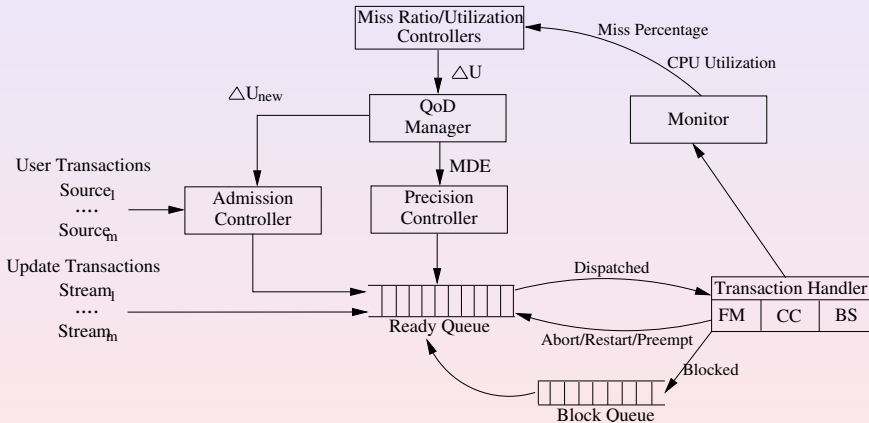 Miss Ratio/Utilization
Controllers
Miss Percentage
CPU Utilization
△U
△Unew
QoD
Manager
Monitor
MDE
User Transactions
Source1
....
Sourcem
Admission
Controller
Precision
Controller
Update Transactions
Stream1
....
Streamm
Dispatched
Transaction Handler
FM
CC
BS
Ready Queue
Abort/Restart/Preempt
Blocked
Block Queue